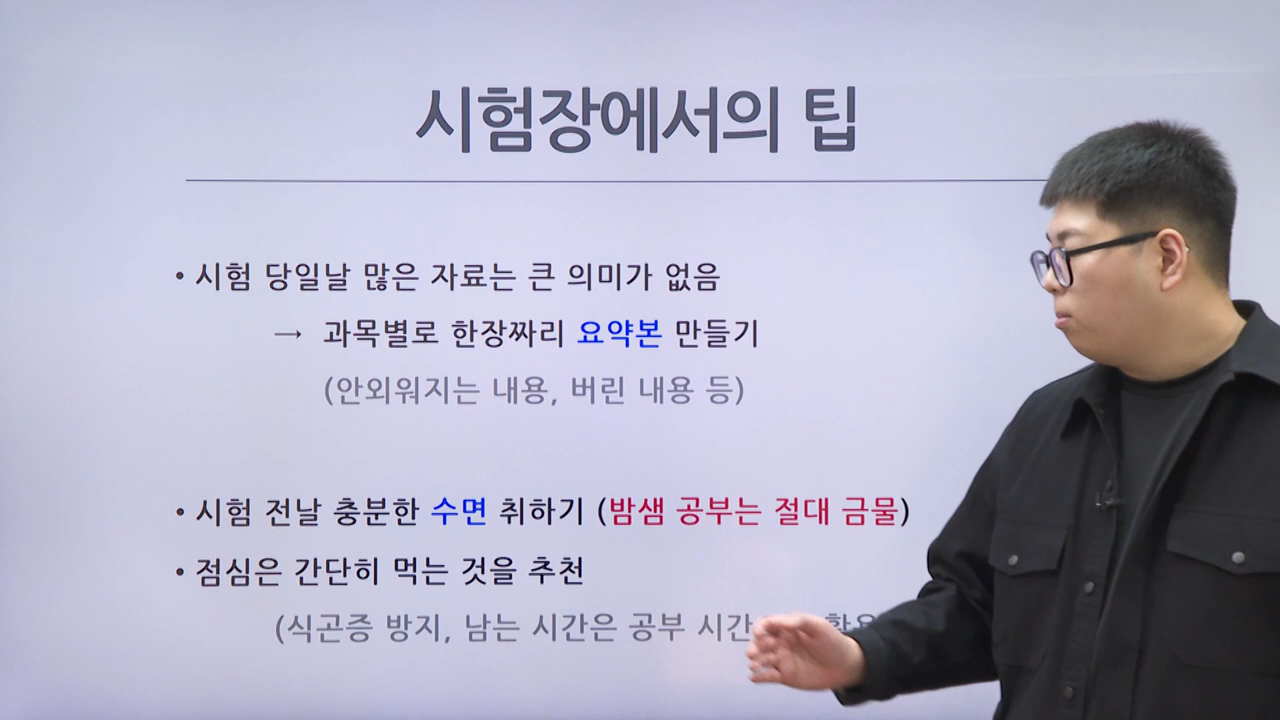 시험장에서의 팁
• 시험 당일날 많은 자료는 큰 의미가 없음
→ 과목별로 한장짜리 요약본 만들기
(안외워지는 내용, 버린 내용 등)
• 시험 전날 충분한 수면 취하기 (밤샘 공부는 절대 금물)
• 점심은 간단히 먹는 것을 추천
(식곤증 방지, 남는 시간은 공부